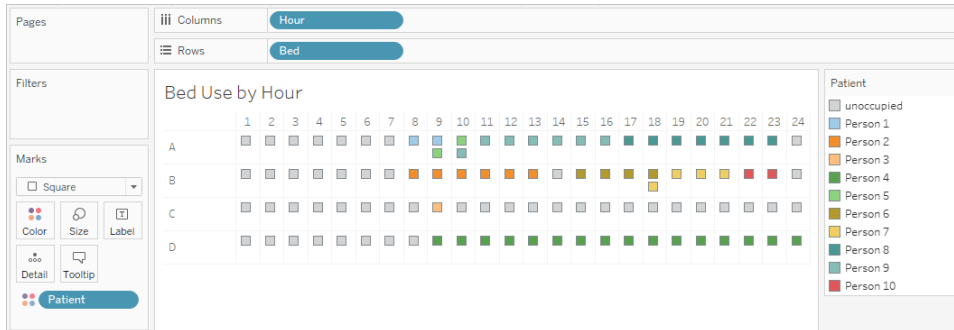 Pages
Columns
Hour
Rows
Bed
Filters
Marks
Square
Color
Size
Label
Detail
Tooltip
Patient
Bed Use by Hour
1 2 3 4 5 6 7 8 9 10 11 12 13 14 15 16 17 18 19 20 21 22 23 24
A
B
C
D
Patient
unoccupied
Person 1
Person 2
Person 3
Person 4
Person 5
Person 6
Person 7
Person 8
Person 9
Person 10